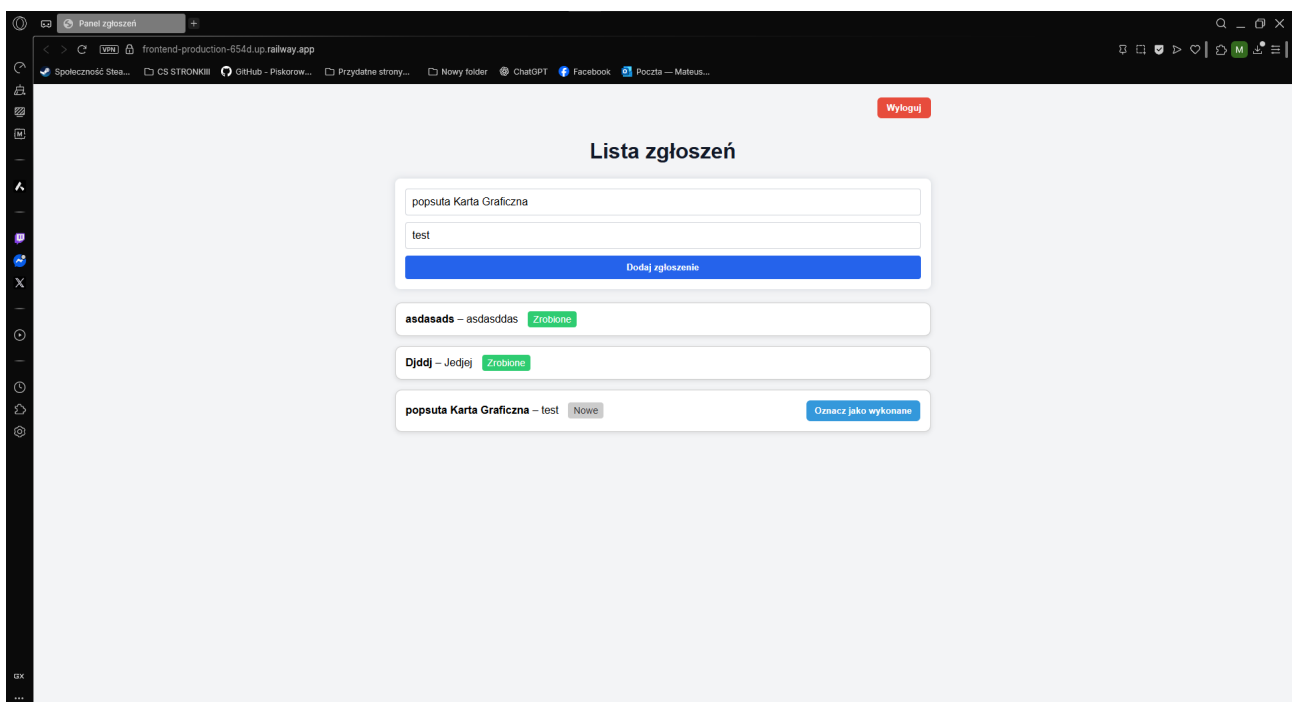 Panel zgłoszeń
VPN frontend-production-654d.up.railway.app
Społeczność Stea... CS STRONKIII GitHub - Piskorow... Przydatne strony... Nowy folder ChatGPT Facebook Poczta — Mateus...
M
M
Wyloguj
Lista zgłoszeń
popsuta Karta Graficzna
test
Dodaj zgłoszenie
asdasads – asdasddas Zrobione
Djddj – Jedjej Zrobione
popsuta Karta Graficzna – test Nowe Oznacz jako wykonane
GX